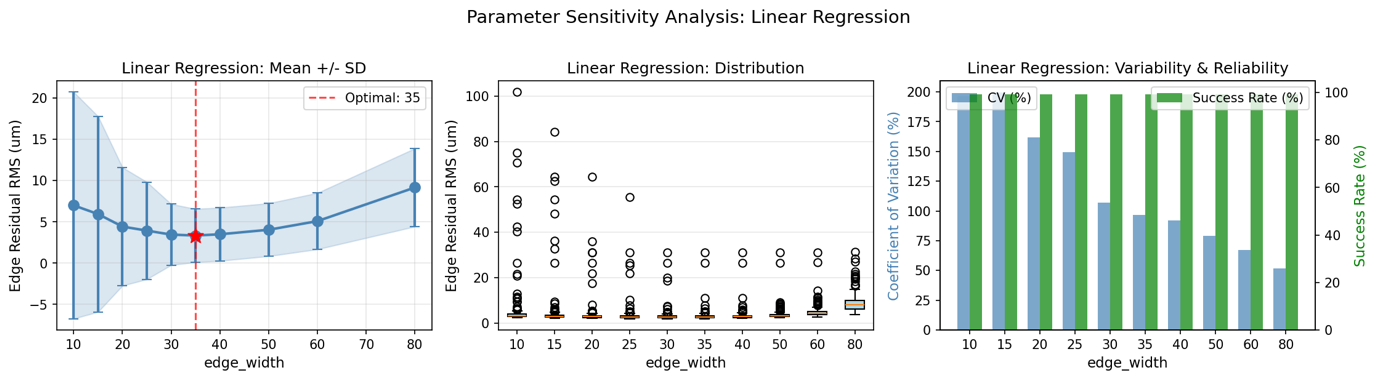 Parameter Sensitivity Analysis: Linear Regression
Linear Regression: Mean +/- SD
Edge Residual RMS (um)
20
15
10
5
0
−5
Optimal: 35
10 20 30 40 50 60 70 80
edge_width
Linear Regression: Distribution
Edge Residual RMS (um)
100
80
60
40
20
0
10 15 20 25 30 35 40 50 60 80
edge_width
Linear Regression: Variability & Reliability
Coefficient of Variation (%)
200
175
150
125
100
75
50
25
0
CV (%)
Success Rate (%)
10 15 20 25 30 35 40 50 60 80
edge_width
100
80
60
40
20
0
Success Rate (%)